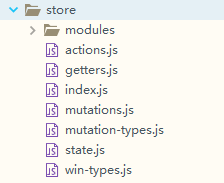 store
modules
actions.js
getters.js
index.js
mutations.js
mutation-types.js
state.js
win-types.js